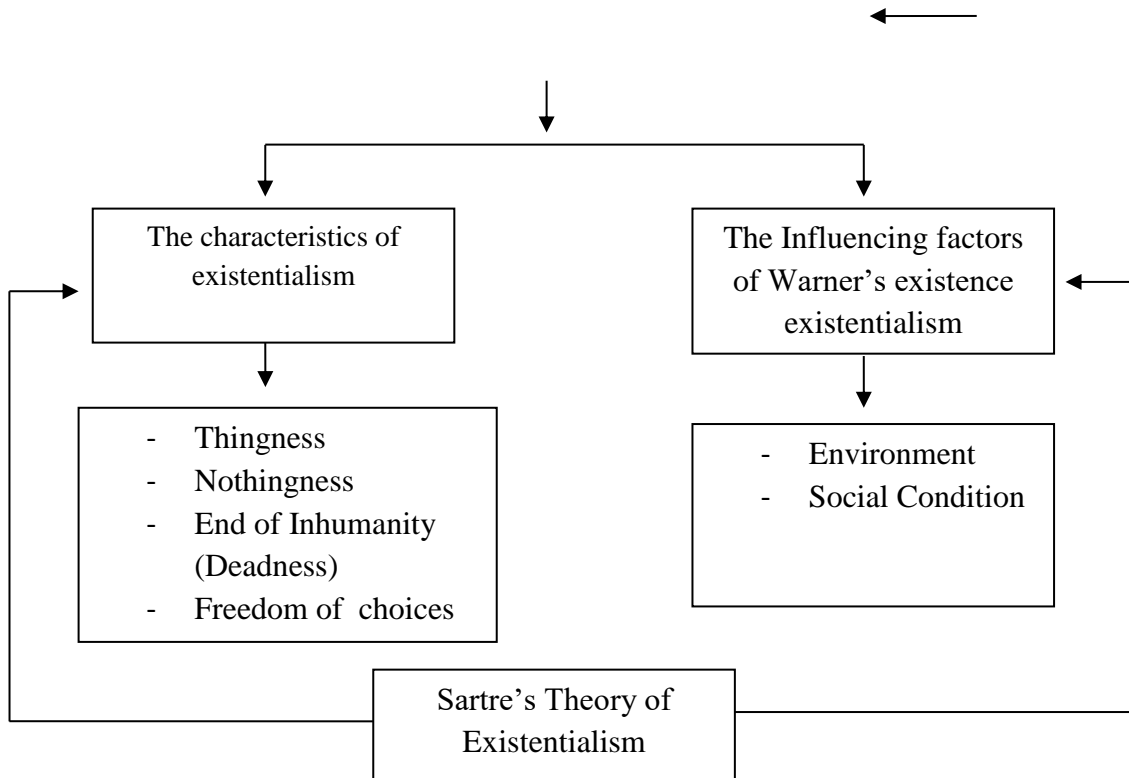 The characteristics of
existentialism
The Influencing factors
of Warner’s existence
existentialism
- Thingness
- Nothingness
- End of Inhumanity
(Deadness)
- Freedom of choices
- Environment
- Social Condition
Sartre’s Theory of
Existentialism